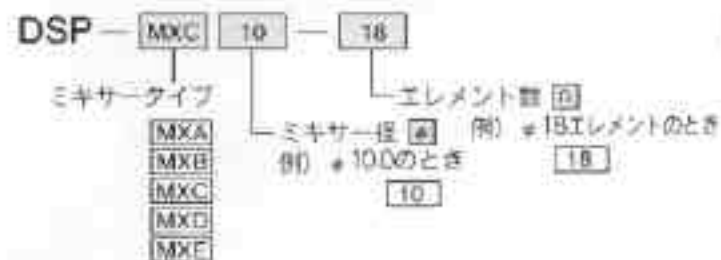 DSP— MXC 10 — 18
ミキサータイプ
MXA
MXB
MXC
MXD
MXE
ミキサー径 ø
例) ø10.0のとき
10
エレメント数 n
例) ø18エレメントのとき
18